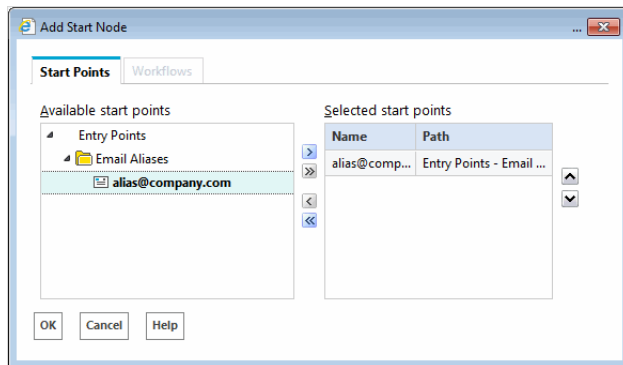 Add Start Node
...
Start Points Workflows
Available start points
Entry Points
Email Aliases
alias@company.com
Selected start points
Name Path
alias@comp... Entry Points - Email ...
OK Cancel Help